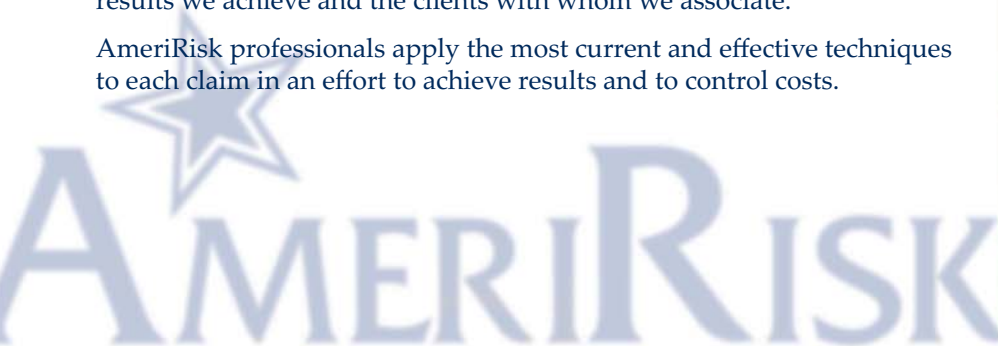 results we achieve and the clients with whom we associate.
AmeriRisk professionals apply the most current and effective techniques
to each claim in an effort to achieve results and to control costs.
AMERIRISK